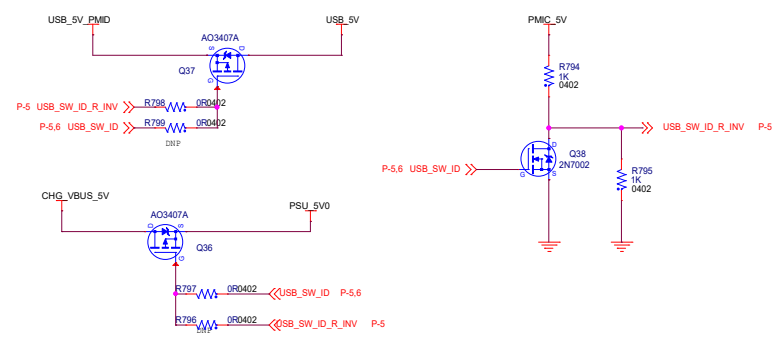 USB_5V_PMID
USB_5V
PMIC_5V
AO3407A
S
D
G
Q37
R794
1K
0402
P-5 USB_SW_ID_R_INV
R798
0R0402
P-5,6 USB_SW_ID
R799
0R0402
DNP
USB_SW_ID_R_INV P-5
D
G
S
Q38
2N7002
P-5,6 USB_SW_ID
R795
1K
0402
CHG_VBUS_5V
PSU_5V0
AO3407A
D
S
G
Q36
R797
0R0402
USB_SW_ID P-5,6
R796
0R0402
DNP
USB_SW_ID_R_INV P-5